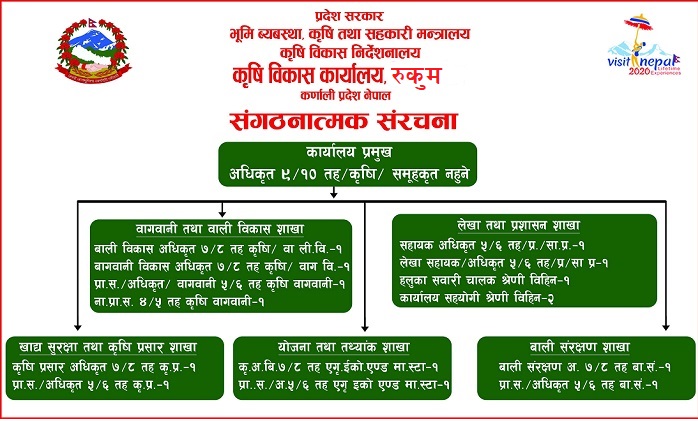 प्रदेश सरकार
भूमि ब्यबस्था, कृषि तथा सहकारी मन्त्रालय
कृषि विकास निर्देशनालय
कृषि विकास कार्यालय, रुकुम
कर्णाली प्रदेश नेपाल
visit nepal
2020 Lifetime Experiences
संगठनात्मक संरचना
कार्यालय प्रमुख
अधिकृत ९/१० तह/कृषि/ समूहकृत नहुने
वागवानी तथा वाली विकास शाखा
बाली विकास अधिकृत ७/८ तह कृषि/ वा ली.वि.-१
बागवानी विकास अधिकृत ७/८ तह कृषि/ वाग वि.-१
प्रा.स./अधिकृत/ वागवानी ५/६ तह कृषि वागवानी-१
ना.प्रा.स. ४/५ तह कृषि वागवानी-१
लेखा तथा प्रशासन शाखा
सहायक अधिकृत ५/६ तह/प्र./सा.प्र.-१
लेखा सहायक/अधिकृत ५/६ तह/प्र/सा प्र-१
हलुका सवारी चालक श्रेणी विहिन-१
कार्यालय सहयोगी श्रेणी विहिन-२
खाद्य सुरक्षा तथा कृषि प्रसार शाखा
कृषि प्रसार अधिकृत ७/८ तह कृ.प्र.-१
प्रा.स./अधिकृत ५/६ तह कृ.प्र.-१
योजना तथा तथ्यांक शाखा
कृ.अ.बि.७/८ तह एगृ.ईको.एण्ड मा.स्टा-१
प्रा..स./अ.५/६ तह एगृ इको एण्ड मा.स्टा-१
बाली संरक्षण शाखा
बाली संरक्षण अ. ७/८ तह बा.सं.-१
प्रा.स./अधिकृत ५/६ तह बा.सं.-१